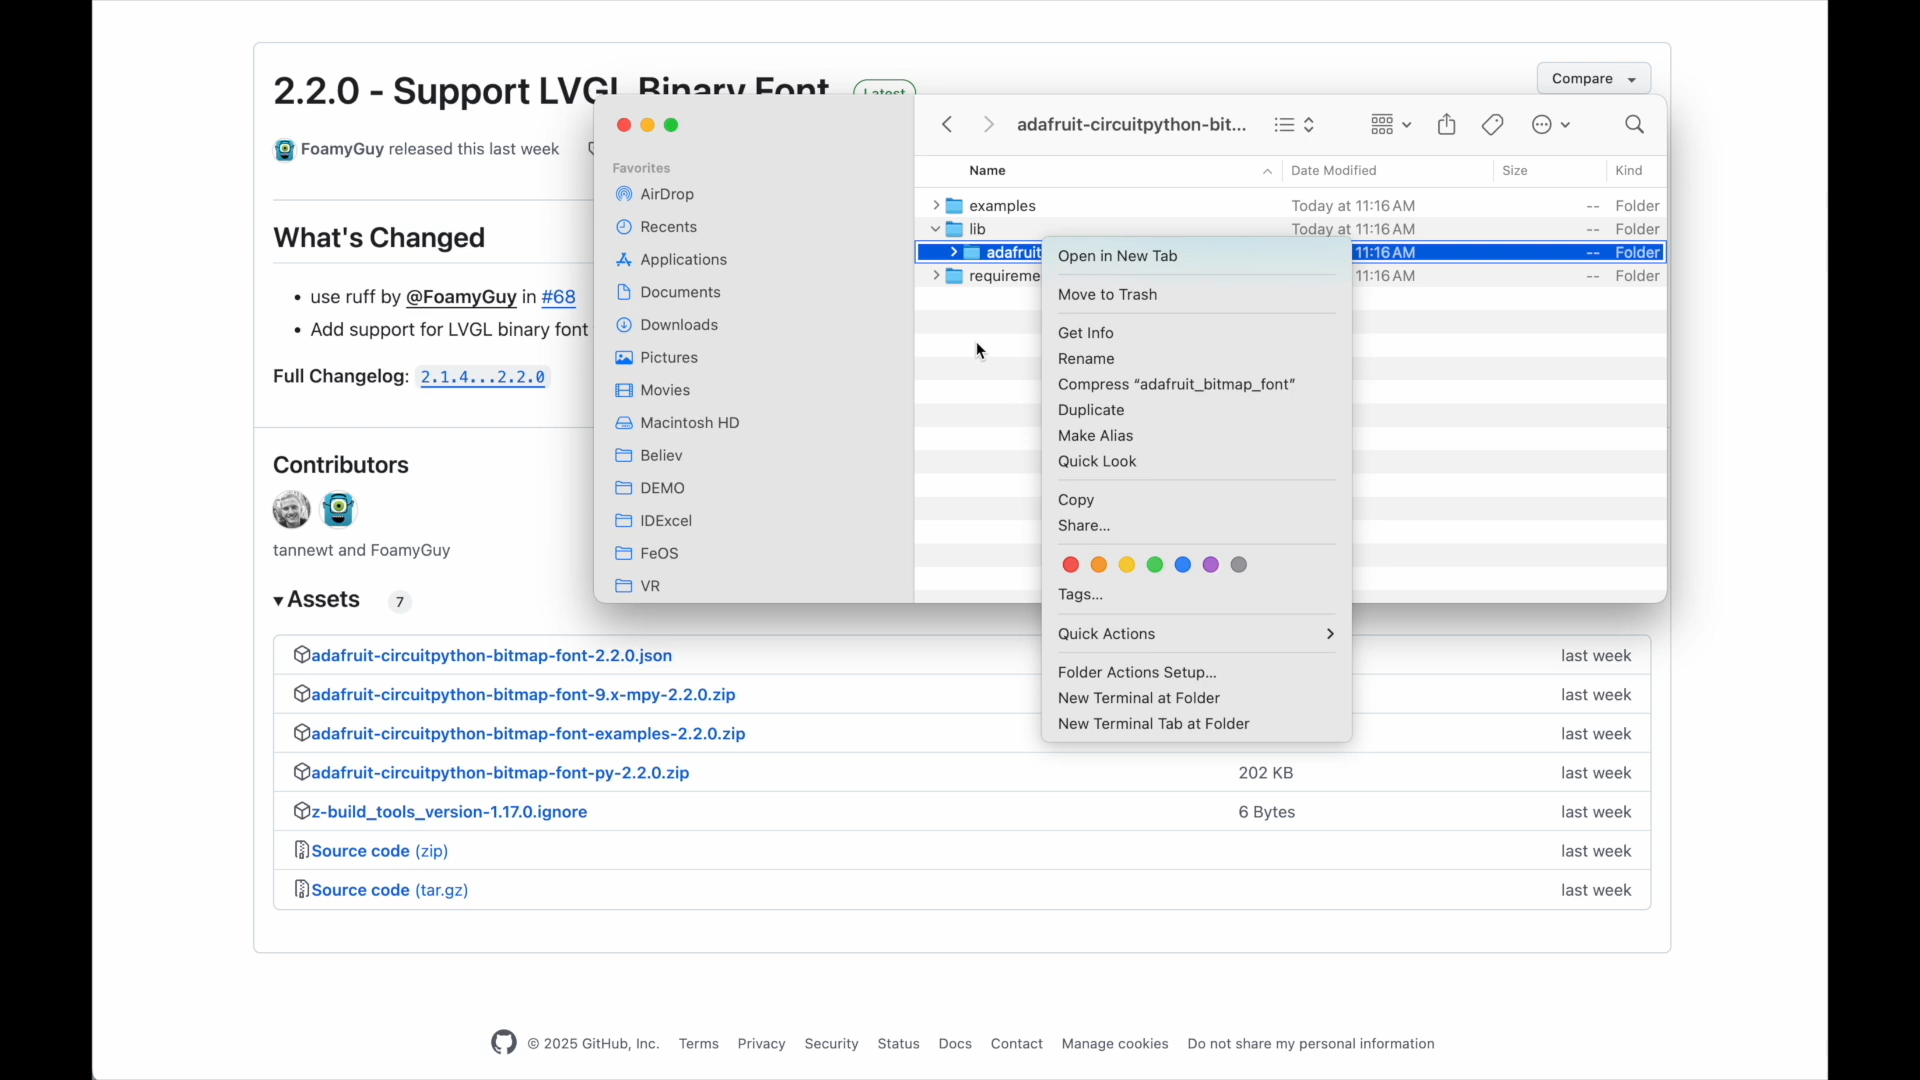 2.2.0 - Support LVGL Binary Font
Latest
Compare
FoamyGuy released this last week
What's Changed
• use ruff by @FoamyGuy in #68
• Add support for LVGL binary font
Full Changelog: 2.1.4...2.2.0
Contributors
tannewt and FoamyGuy
Assets 7
adafruit-circuitpython-bit...
Favorites
AirDrop
Recents
Applications
Documents
Downloads
Pictures
Movies
Macintosh HD
Believ
DEMO
IDExcel
FeOS
VR
Name Date Modified Size Kind
examples Today at 11:16 AM -- Folder
lib Today at 11:16 AM -- Folder
adafruit 11:16 AM -- Folder
requireme 11:16 AM -- Folder
Open in New Tab
Move to Trash
Get Info
Rename
Compress “adafruit_bitmap_font”
Duplicate
Make Alias
Quick Look
Copy
Share...
Tags...
Quick Actions
Folder Actions Setup...
New Terminal at Folder
New Terminal Tab at Folder
adafruit-circuitpython-bitmap-font-2.2.0.json last week
adafruit-circuitpython-bitmap-font-9.x-mpy-2.2.0.zip last week
adafruit-circuitpython-bitmap-font-examples-2.2.0.zip last week
adafruit-circuitpython-bitmap-font-py-2.2.0.zip 202 KB last week
z-build_tools_version-1.17.0.ignore 6 Bytes last week
Source code (zip) last week
Source code (tar.gz) last week
© 2025 GitHub, Inc. Terms Privacy Security Status Docs Contact Manage cookies Do not share my personal information